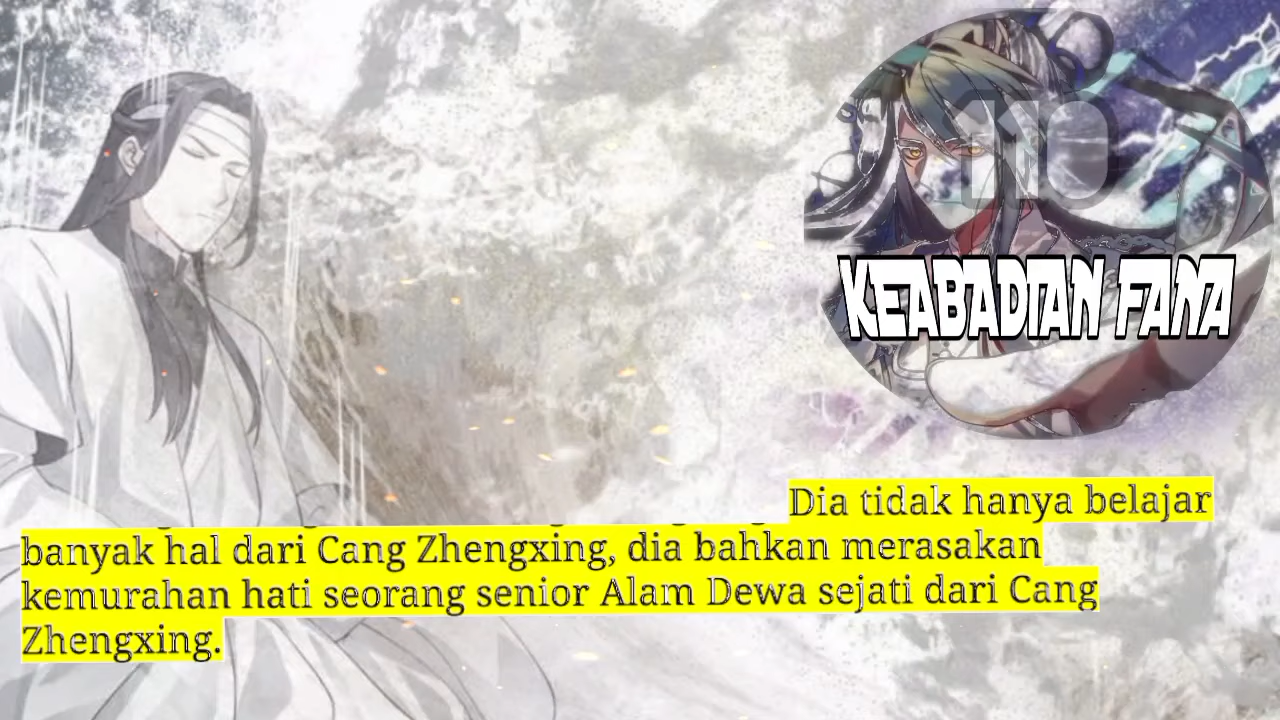 110
KEABADIAN FANA
Dia tidak hanya belajar
banyak hal dari Cang Zhengxing, dia bahkan merasakan
kemurahan hati seorang senior Alam Dewa sejati dari Cang
Zhengxing.